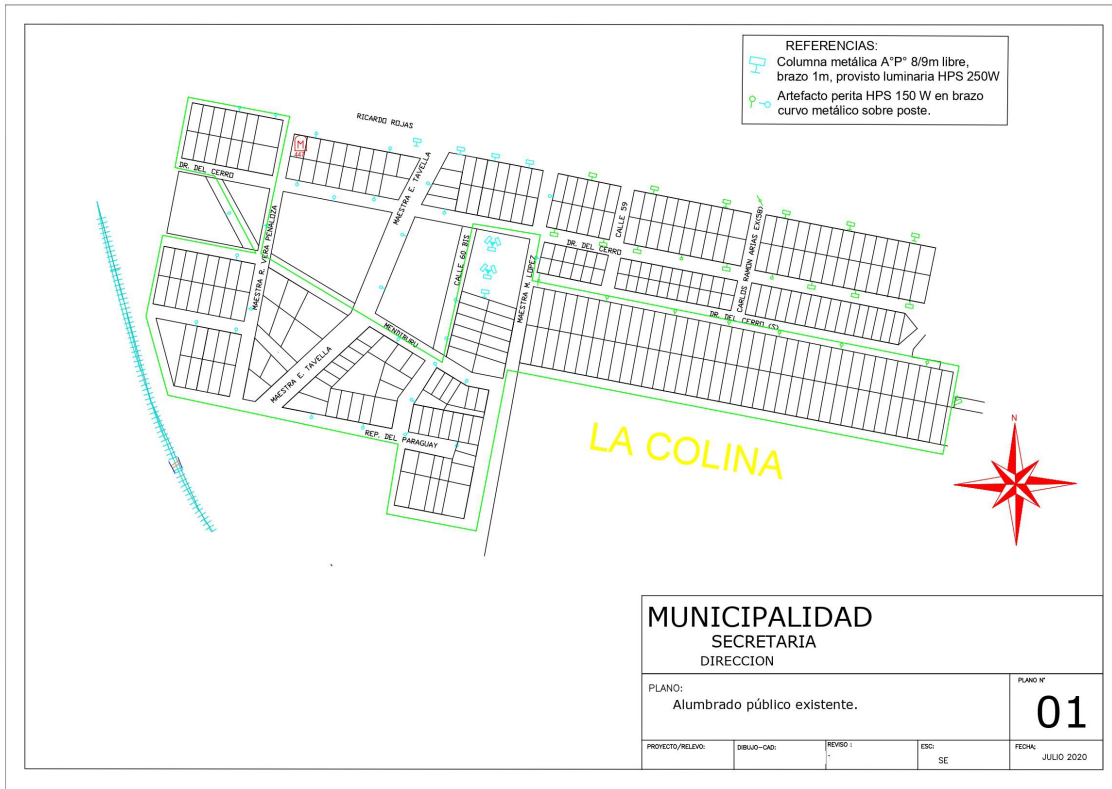 REFERENCIAS:
Columna metálica A°P° 8/9m libre,
brazo 1m, provisto luminaria HPS 250W
Artefacto perita HPS 150 W en brazo
curvo metálico sobre poste.
RICARDO ROJAS
M
DR. DEL CERRO
MAESTRA E. TAVELLA
MAESTRA R. VERA PEÑALOZA
CALLE 60 BIS
MAESTRA M. LOPEZ
CALLE 59
DR. DEL CERRO
CARLOS RAMON ARIAS EX(58)
DR. DEL CERRO (S)
MENDIBURU
MAESTRA E. TAVELLA
REP. DEL PARAGUAY
LA COLINA
N
MUNICIPALIDAD
SECRETARIA
DIRECCION
PLANO:
Alumbrado público existente.
PLANO N°
01
PROYECTO/RELEVO:
DIBUJO-CAD:
REVISO :
ESC:
SE
FECHA:
JULIO 2020